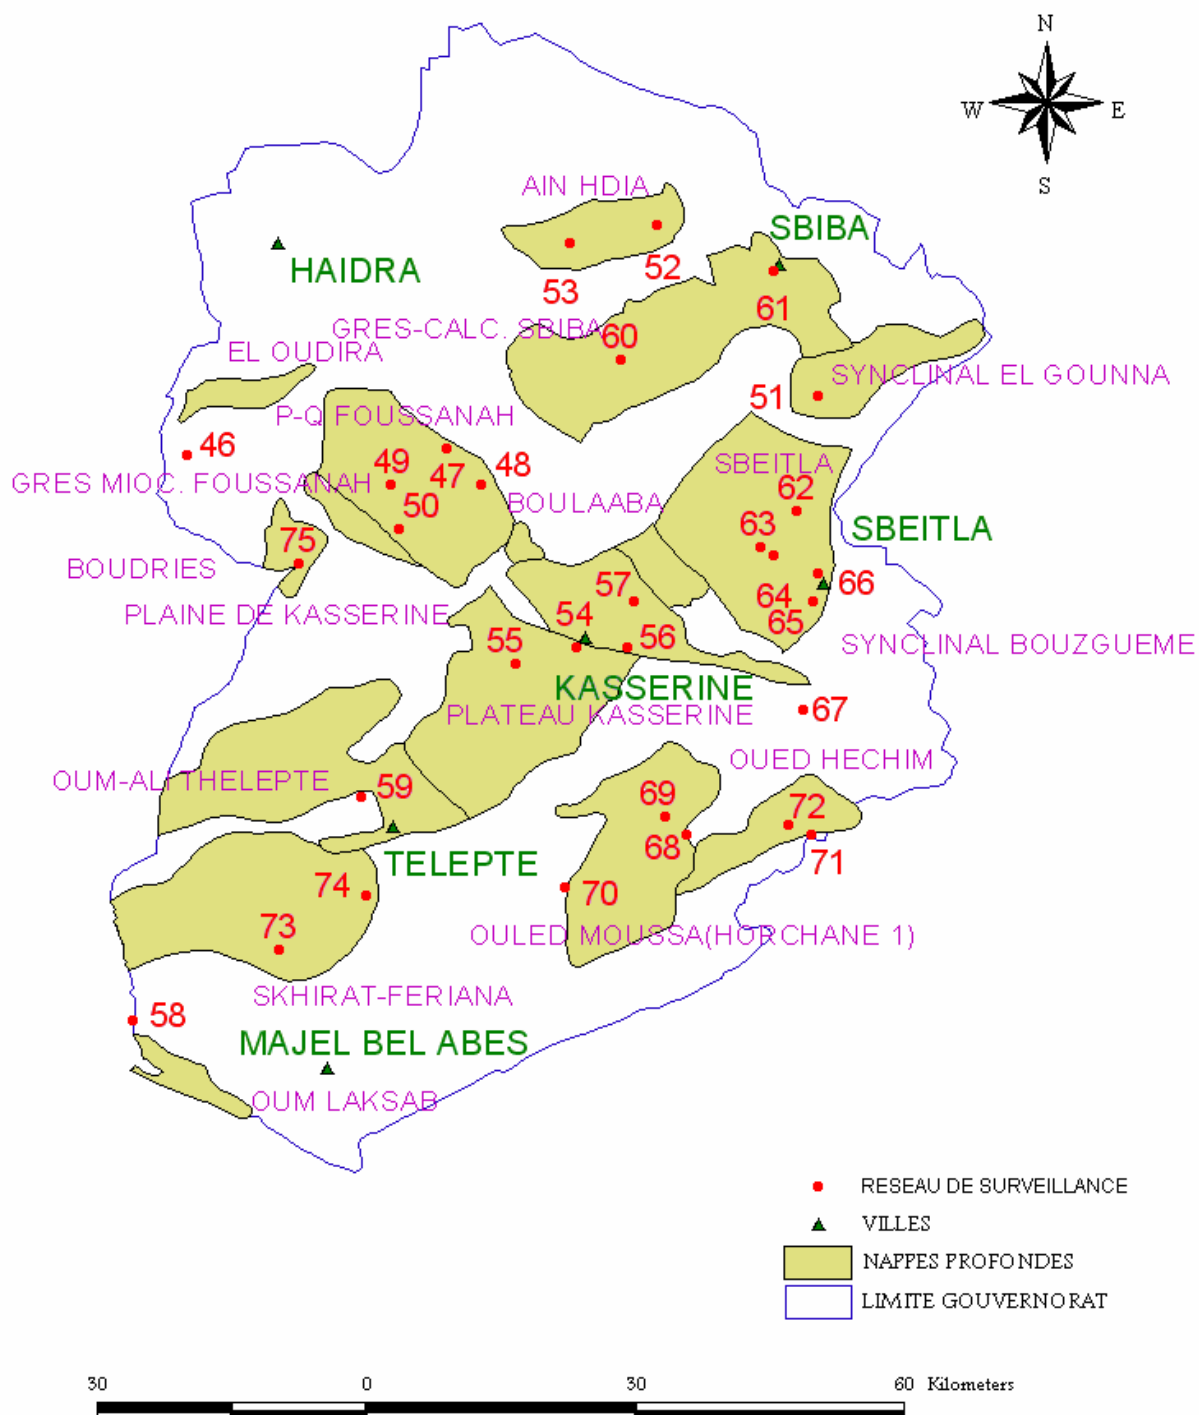 N
W E
S
AIN HDIA
SBIBA
HAIDRA
52
53
61
GRES-CALC. SBIBA
60
EL OUDIRA
SYNCLINAL EL GOUNNA
51
P-Q FOUSSANAH
46
49
47
48
SBEITLA
GRES MIOC. FOUSSANAH
62
BOULAABA
50
63
SBEITLA
75
BOUDRIES
57
66
64
PLAINE DE KASSERINE
54
65
55
56
SYNCLINAL BOUZGUEME
KASSERINE
67
PLATEAU KASSERINE
OUED HECHIM
OUM-ALI THELEPTE
59
69
72
68
TELEPTE
71
74
70
73
OULED MOUSSA(HORCHANE 1)
SKHIRAT-FERIANA
58
MAJEL BEL ABES
OUM LAKSAB
RESEAU DE SURVEILLANCE
VILLES
NAPPES PROFONDES
LIMITE GOUVERNORAT
30 0 30 60 Kilometers